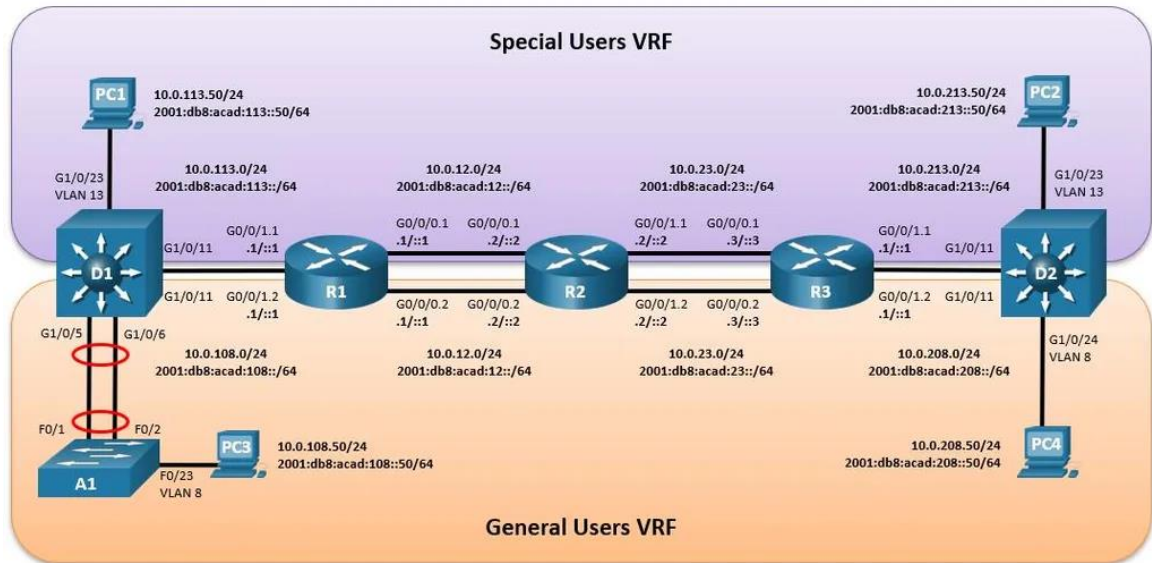 Special Users VRF
PC1
10.0.113.50/24
2001:db8:acad:113::50/64
10.0.213.50/24
2001:db8:acad:213::50/64
PC2
G1/0/23
VLAN 13
10.0.113.0/24
2001:db8:acad:113::/64
10.0.12.0/24
2001:db8:acad:12::/64
10.0.23.0/24
2001:db8:acad:23::/64
10.0.213.0/24
2001:db8:acad:213::/64
G1/0/23
VLAN 13
D1
G1/0/11
G0/0/1.1
.1/::1
R1
G0/0/0.1
.1/::1
G0/0/0.1
.2/::2
R2
G0/0/1.1
.2/::2
G0/0/0.1
.3/::3
R3
G0/0/1.1
.1/::1
G1/0/11
D2
G1/0/11
G0/0/1.2
.1/::1
G0/0/0.2
.1/::1
G0/0/0.2
.2/::2
G0/0/1.2
.2/::2
G0/0/0.2
.3/::3
G0/0/1.2
.1/::1
G1/0/11
G1/0/5
G1/0/6
10.0.108.0/24
2001:db8:acad:108::/64
10.0.12.0/24
2001:db8:acad:12::/64
10.0.23.0/24
2001:db8:acad:23::/64
10.0.208.0/24
2001:db8:acad:208::/64
G1/0/24
VLAN 8
F0/1
F0/2
A1
F0/23
VLAN 8
PC3
10.0.108.50/24
2001:db8:acad:108::50/64
10.0.208.50/24
2001:db8:acad:208::50/64
PC4
General Users VRF